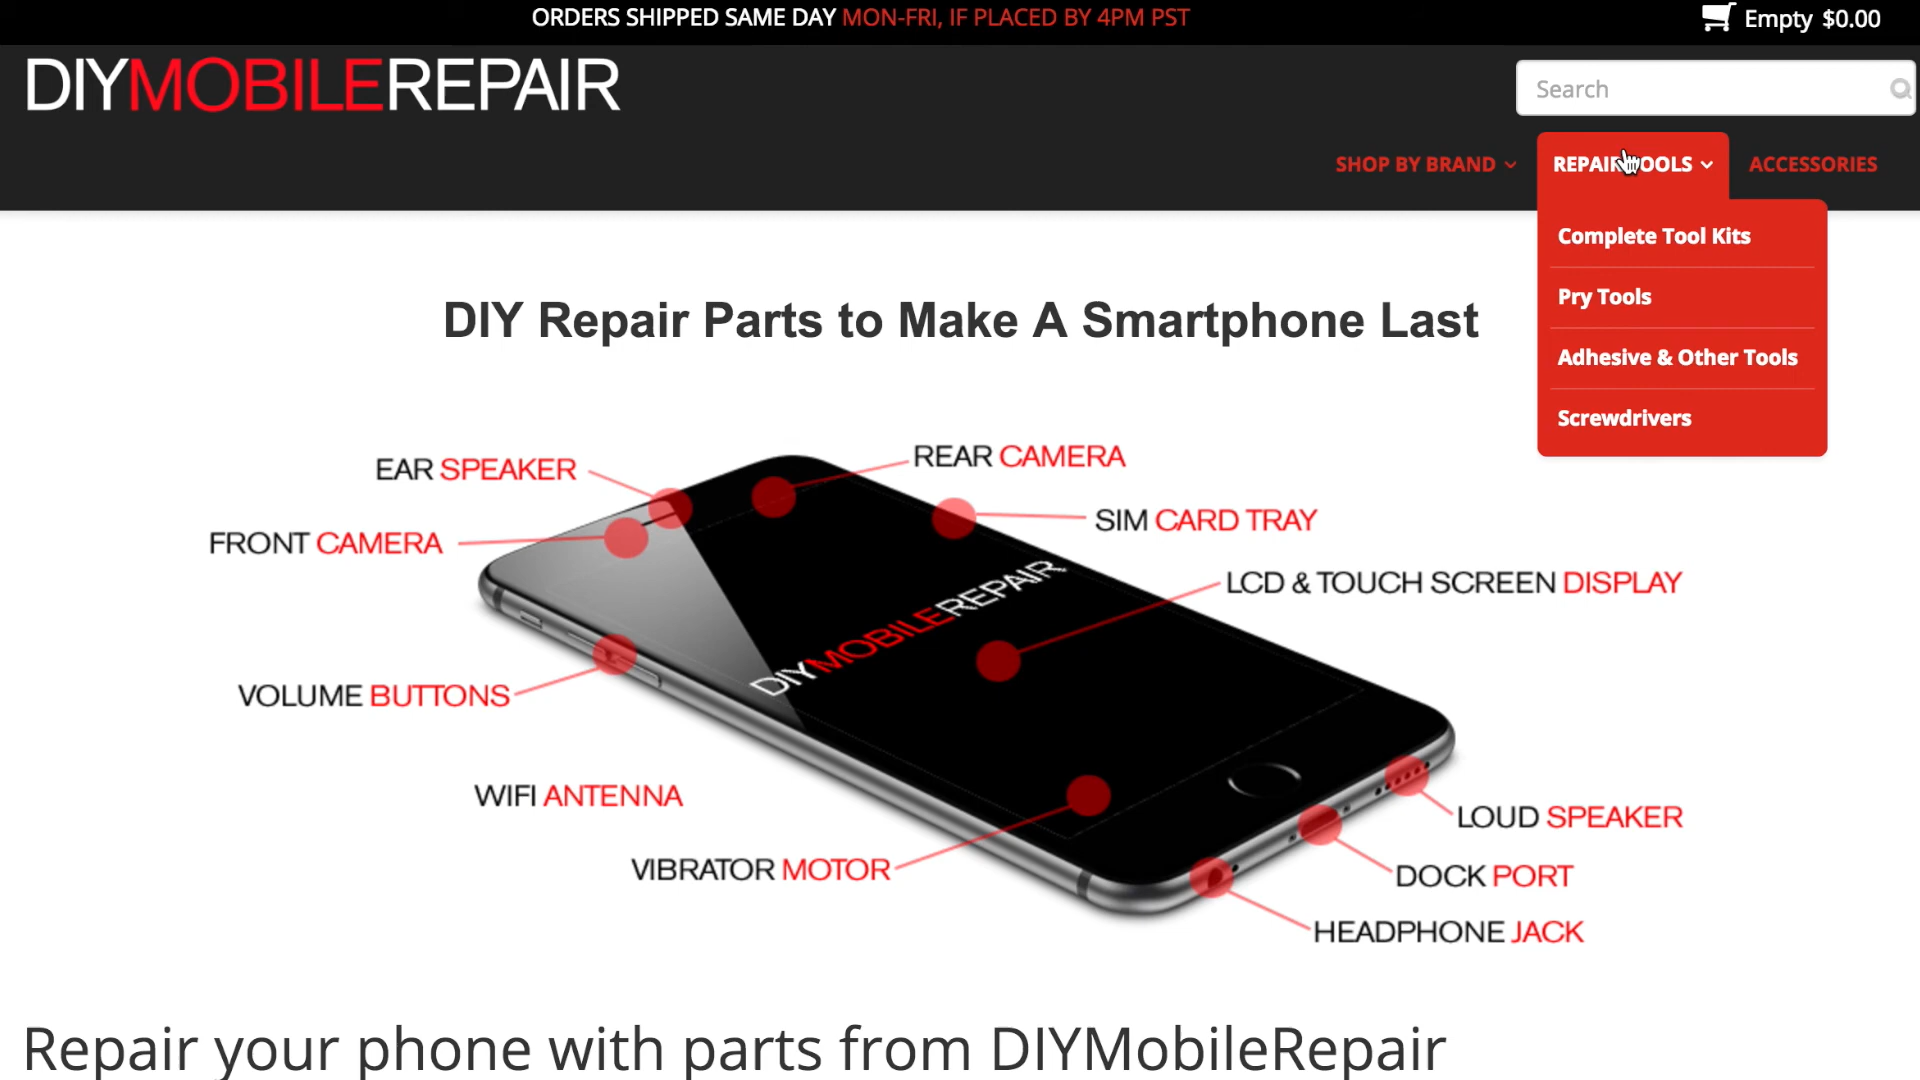 ORDERS SHIPPED SAME DAY MON-FRI, IF PLACED BY 4PM PST
Empty $0.00
DIYMOBILEREPAIR
Search
SHOP BY BRAND
REPAIR TOOLS
ACCESSORIES
Complete Tool Kits
Pry Tools
Adhesive & Other Tools
Screwdrivers
DIY Repair Parts to Make A Smartphone Last
EAR SPEAKER
REAR CAMERA
FRONT CAMERA
SIM CARD TRAY
LCD & TOUCH SCREEN DISPLAY
DIYMOBILEREPAIR
VOLUME BUTTONS
WIFI ANTENNA
VIBRATOR MOTOR
LOUD SPEAKER
DOCK PORT
HEADPHONE JACK
Repair your phone with parts from DIYMobileRepair